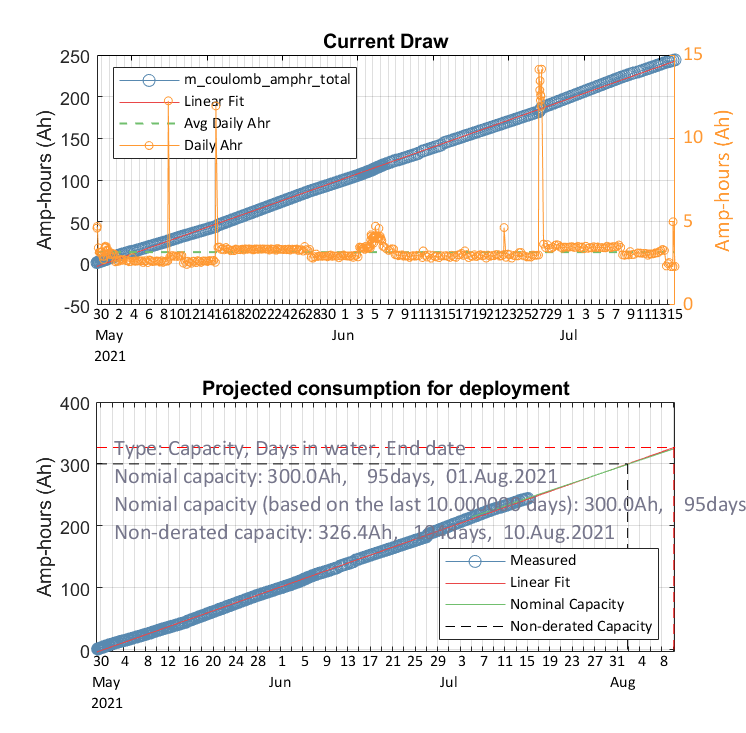 Current Draw
250
200
150
100
50
0
-50
Amp-hours (Ah)
m_coulomb_amphr_total
Linear Fit
Avg Daily Ahr
Daily Ahr
15
10
5
0
Amp-hours (Ah)
30 2 4 6 8 10 12 14 16 18 20 22 24 26 28 30 1 3 5 7 9 11 13 15 17 19 21 23 25 27 29 1 3 5 7 9 11 13 15
May Jun Jul
2021
Projected consumption for deployment
400
300
200
100
0
Amp-hours (Ah)
Type: Capacity, Days in water, End date
Nomial capacity: 300.0Ah, 95days, 01.Aug.2021
Nomial capacity (based on the last 10.000000 days): 300.0Ah, 95days
Non-derated capacity: 326.4Ah, 104days, 10.Aug.2021
Measured
Linear Fit
Nominal Capacity
Non-derated Capacity
30 4 8 12 16 20 24 28 1 5 9 13 17 21 25 29 3 7 11 15 19 23 27 31 4 8
May Jun Jul Aug
2021